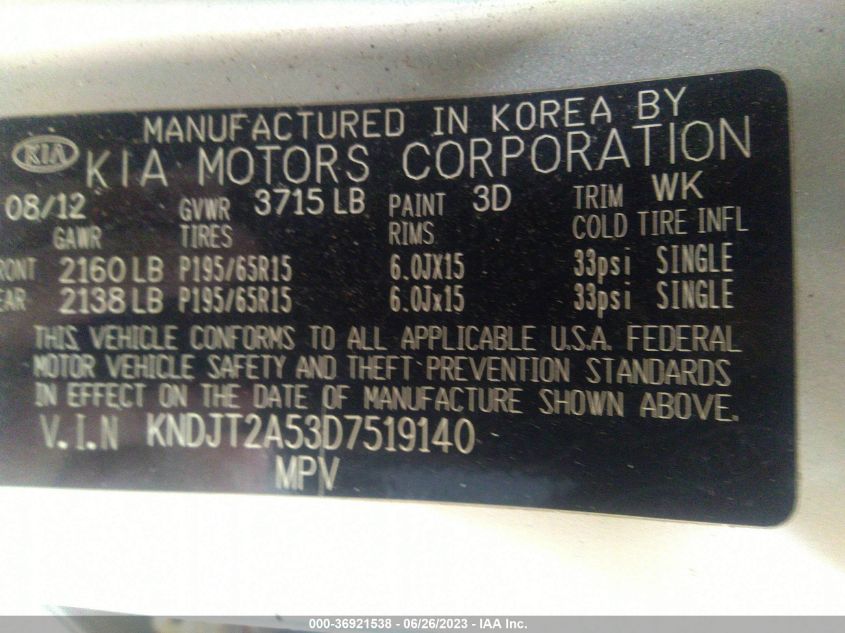 MANUFACTURED IN KOREA BY
KIA KIA MOTORS CORPORATION
08/12 GVWR 3715 LB PAINT 3D TRIM WK
GAWR TIRES RIMS COLD TIRE INFL
RONT 2160 LB P195/65R15 6.0JX15 33psi SINGLE
EAR 2138 LB P195/65R15 6.0Jx15 33psi SINGLE
THIS VEHICLE CONFORMS TO ALL APPLICABLE U.S.A. FEDERAL
MOTOR VEHICLE SAFETY AND THEFT PREVENTION STANDARDS
IN EFFECT ON THE DATE OF MANUFACTURE SHOWN ABOVE.
V.I.N KNDJT2A53D7519140
MPV
000-36921538 - 06/26/2023 - IAA Inc.